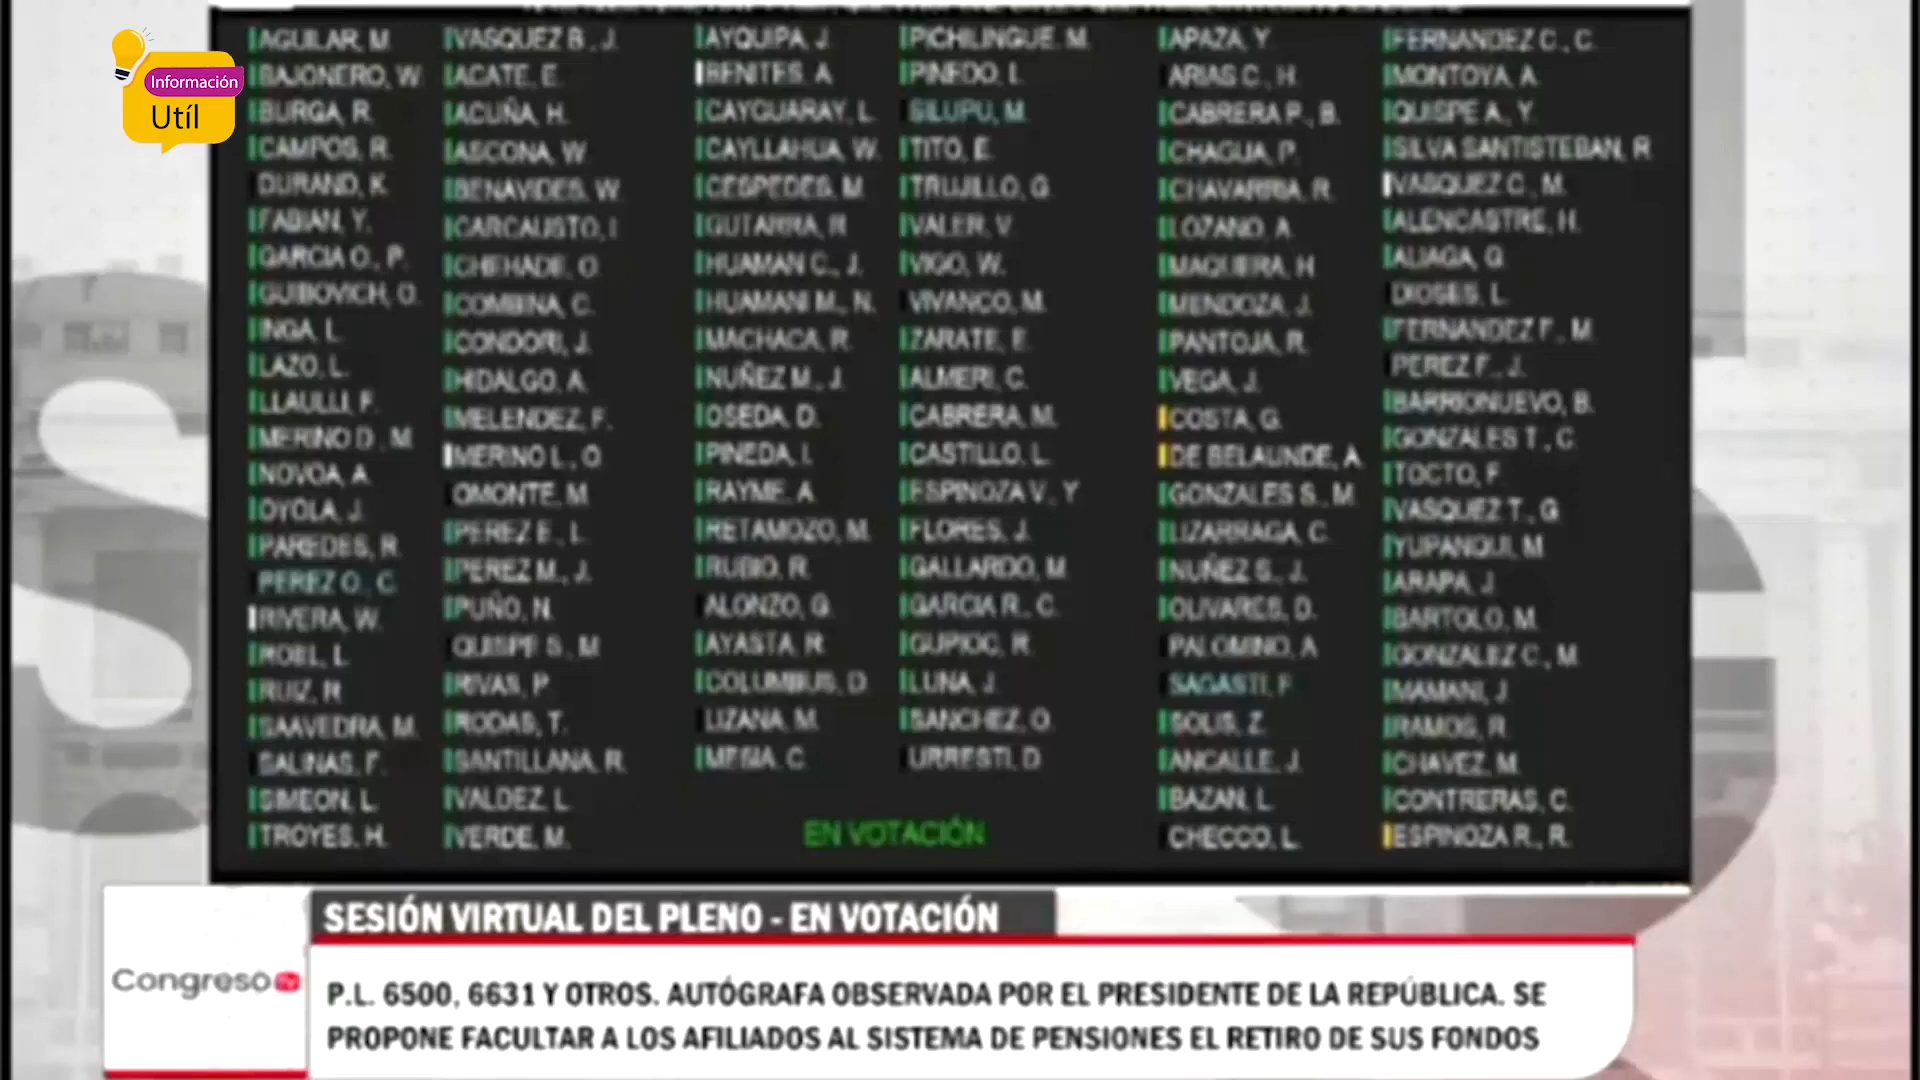 Información
Utíl
AGUILAR, M.
BAJONERO, W.
BURGA, R.
CAMPOS, R.
DURAND, K.
FABIAN, Y.
GARCIA O., P.
GUIBOVICH, O.
INGA, L.
LAZO, L.
LLAULLI, F.
MERINO D., M.
NOVOA, A.
OYOLA, J.
PAREDES, R.
PEREZ O., C.
RIVERA, W.
ROEL, L.
RUIZ, R.
SAAVEDRA, M.
SALINAS, F.
SIMEON, L.
TROYES, H.
VASQUEZ B., J.
ACATE, E.
ACUÑA, H.
ASCONA, W.
BENAVIDES, W.
CARCAUSTO, I.
CHEHADE, O.
COMBINA, C.
CONDORI, J.
HIDALGO, A.
MELENDEZ, F.
MERINO L., O.
OMONTE, M.
PEREZ E., L.
PEREZ M., J.
PUÑO, N.
QUISPE S., M.
RIVAS, P.
RODAS, T.
SANTILLANA, R.
VALDEZ, L.
VERDE, M.
AYQUIPA, J.
BENITES, A.
CAYGUARAY, L.
CAYLLAHUA, W.
CESPEDES, M.
GUTARRA, R.
HUAMAN C., J.
HUAMANI M., N.
MACHACA, R.
NUÑEZ M., J.
OSEDA, D.
PINEDA, I.
RAYME, A.
RETAMOZO, M.
RUBIO, R.
ALONZO, G.
AYASTA, R.
COLUMBUS, D.
LIZANA, M.
MESIA, C.
PICHILINGUE, M.
PINEDO, L.
SILUPU, M.
TITO, E.
TRUJILLO, G.
VALER, V.
VIGO, W.
VIVANCO, M.
ZARATE, E.
ALMERI, C.
CABRERA, M.
CASTILLO, L.
ESPINOZA V., Y.
FLORES, J.
GALLARDO, M.
GARCIA R., C.
GUPIOC, R.
LUNA, J.
SANCHEZ, O.
URRESTI, D.
EN VOTACIÓN
APAZA, Y.
ARIAS C., H.
CABRERA P., B.
CHAGUA, P.
CHAVARRIA, R.
LOZANO, A.
MAQUERA, H.
MENDOZA, J.
PANTOJA, R.
VEGA, J.
COSTA, G.
DE BELAUNDE, A.
GONZALES S., M.
LIZARRAGA, C.
NUÑEZ S., J.
OLIVARES, D.
PALOMINO, A.
SAGASTI, F.
SOLIS, Z.
ANCALLE, J.
BAZAN, L.
CHECCO, L.
FERNANDEZ C., C.
MONTOYA, A.
QUISPE A., Y.
SILVA SANTISTEBAN, R.
VASQUEZ C., M.
ALENCASTRE, H.
ALIAGA, G.
DIOSES, L.
FERNANDEZ F., M.
PEREZ F., J.
BARRIONUEVO, B.
GONZALES T., C.
TOCTO, F.
VASQUEZ T., G.
YUPANQUI, M.
ARAPA, J.
BARTOLO, M.
GONZALEZ C., M.
MAMANI, J.
RAMOS, R.
CHAVEZ, M.
CONTRERAS, C.
ESPINOZA R., R.
SESIÓN VIRTUAL DEL PLENO - EN VOTACIÓN
Congreso tv
P.L. 6500, 6631 Y OTROS. AUTÓGRAFA OBSERVADA POR EL PRESIDENTE DE LA REPÚBLICA. SE
PROPONE FACULTAR A LOS AFILIADOS AL SISTEMA DE PENSIONES EL RETIRO DE SUS FONDOS